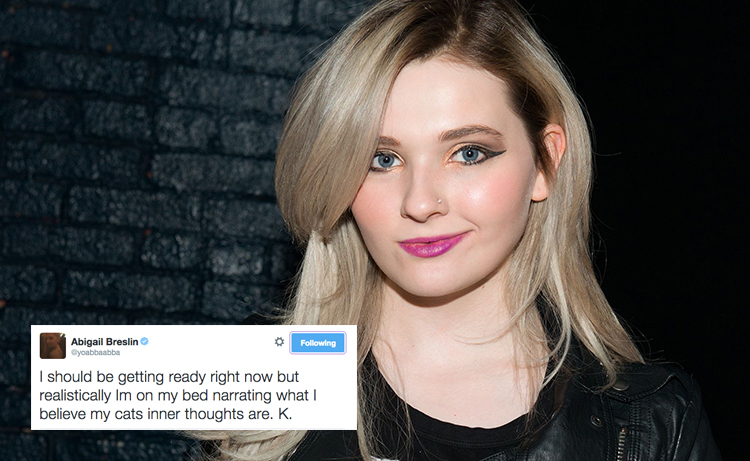 Abigail Breslin
@yoabbaabba
Following
I should be getting ready right now but
realistically Im on my bed narrating what I
believe my cats inner thoughts are. K.